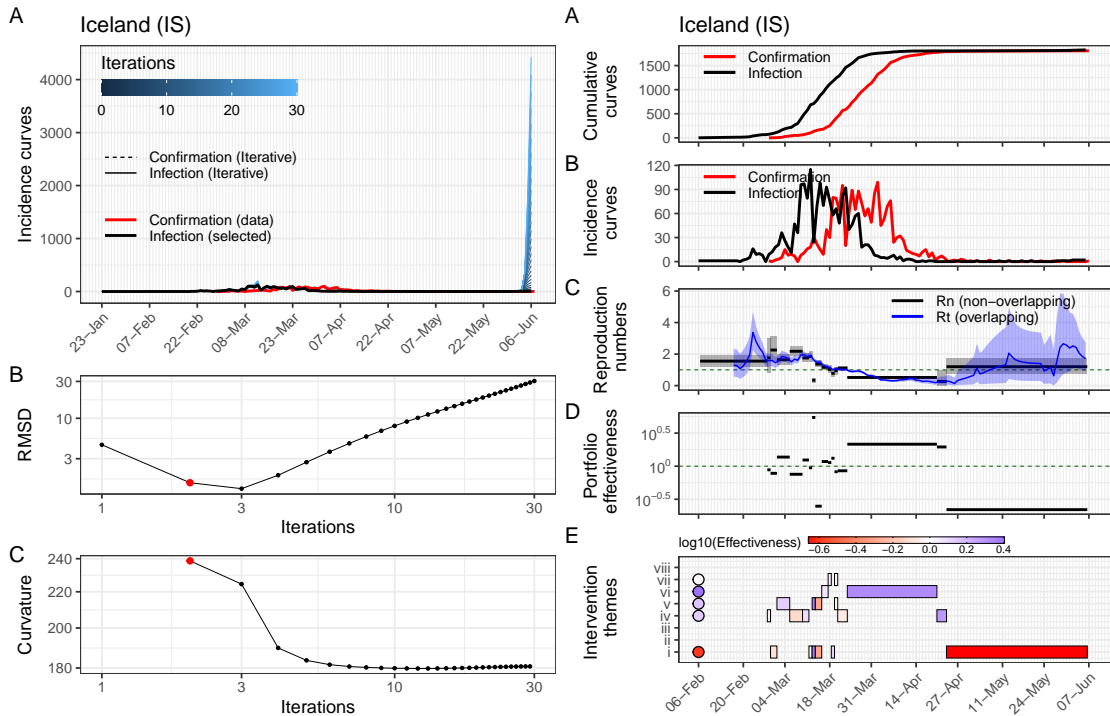 A
Iceland (IS)
Iterations
0 10 20 30
Confirmation (Iterative)
Infection (Iterative)
Confirmation (data)
Infection (selected)
Incidence curves
4000
3000
2000
1000
0
23−Jan 07−Feb 22−Feb 08−Mar 23−Mar 07−Apr 22−Apr 07−May 22−May 06−Jun
B
RMSD
30
10
3
1 3 10 30
Iterations
C
Curvature
240
220
200
180
1 3 10 30
Iterations
A
Iceland (IS)
Cumulative
curves
1500
1000
500
0
Confirmation
Infection
B
Incidence
curves
120
90
60
30
0
Confirmation
Infection
C
Reproduction
numbers
6
4
2
0
Rn (non−overlapping)
Rt (overlapping)
D
Portfolio
effectiveness
10^0.5
10^0
10^−0.5
E
log10(Effectiveness)
−0.6 −0.4 −0.2 0.0 0.2 0.4
Intervention
themes
viii
vii
vi
v
iv
iii
ii
i
06−Feb 20−Feb 04−Mar 18−Mar 31−Mar 14−Apr 27−Apr 11−May 24−May 07−Jun